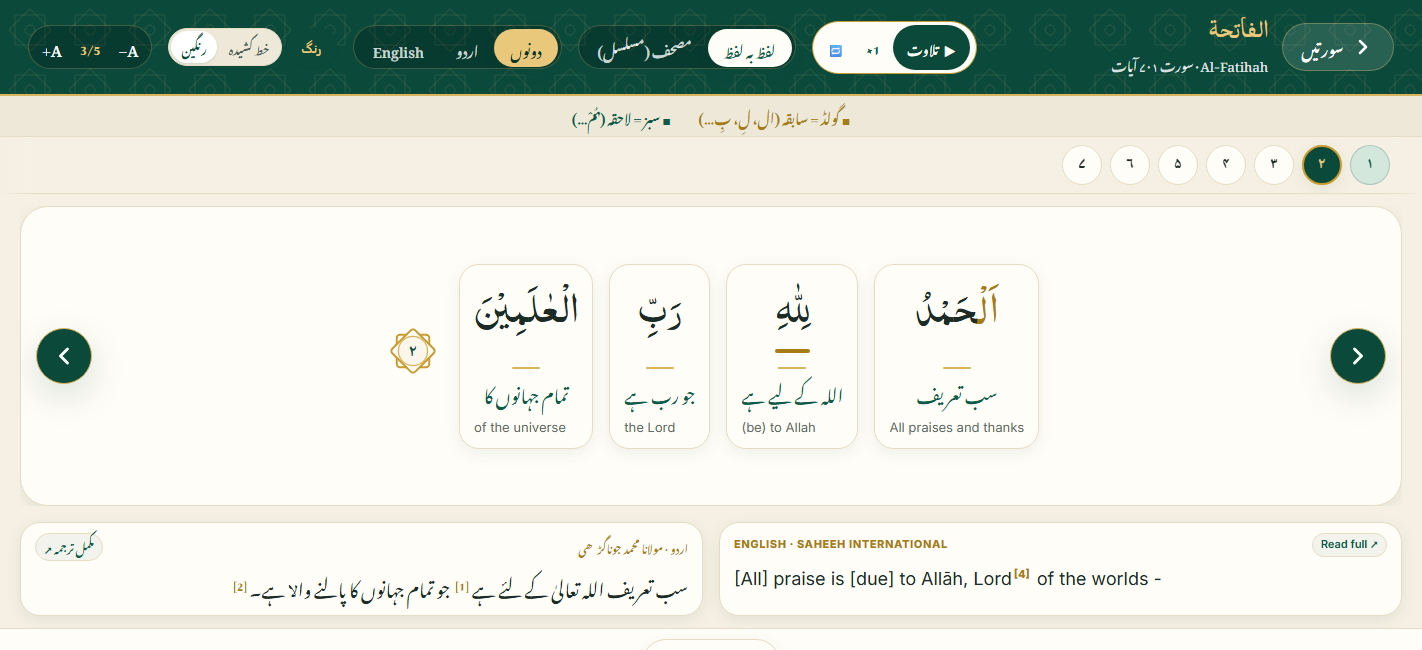 سورتیں
الفاتحة
Al-Fatihah · سورت ۱ · ۷ آیات
▶ تلاوت
×1
لفظ بہ لفظ
مصحف (مسلسل)
دونوں
اردو
English
رنگ
خط کشیدہ
رنگین
A−
3/5
A+
■ گولڈ = سابقہ (ال، لِ، بِ...)
■ سبز = لاحقہ (ہُمْ...)
۱ ۲ ۳ ۴ ۵ ٦ ۷
اَلْحَمْدُ لِلّٰهِ رَبِّ الْعٰلَمِیْنَ ۲
سب تعریف اللہ کے لیے ہے جو رب ہے تمام جہانوں کا
All praises and thanks (be) to Allah the Lord of the universe
ENGLISH · SAHEEH INTERNATIONAL
Read full ↗
[All] praise is [due] to Allāh, Lord[4] of the worlds -
اردو · مولانا محمد جوناگڑھی
مکمل ترجمہ ↗
سب تعریف اللہ تعالیٰ کے لئے ہے [1] جو تمام جہانوں کا پالنے والا ہے۔ [2]